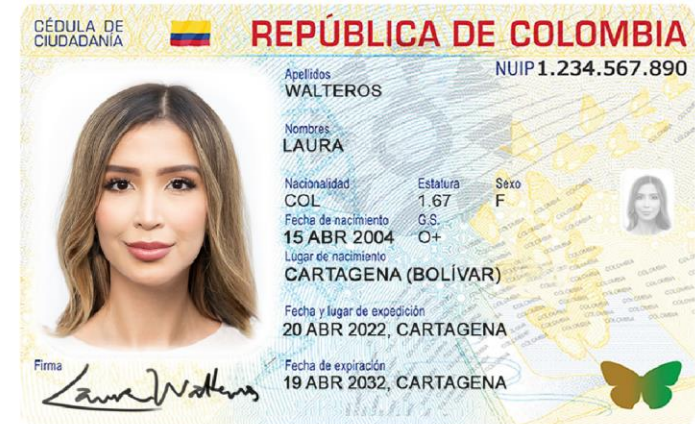 CÉDULA DE
CIUDADANÍA
REPÚBLICA DE COLOMBIA
NUIP 1.234.567.890
Apellidos
WALTEROS
Nombres
LAURA
Nacionalidad Estatura Sexo
COL 1.67 F
Fecha de nacimiento G.S.
15 ABR 2004 O+
Lugar de nacimiento
CARTAGENA (BOLÍVAR)
Fecha y lugar de expedición
20 ABR 2022, CARTAGENA
Fecha de expiración
19 ABR 2032, CARTAGENA
Firma
Laura Walteros